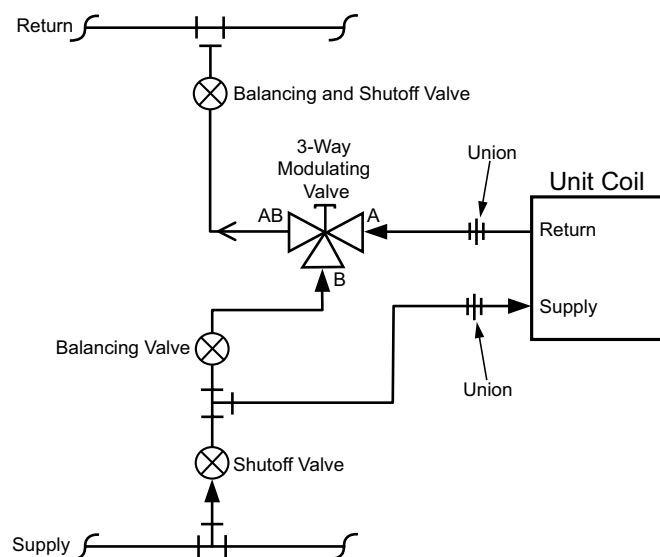 Return
Balancing and Shutoff Valve
3-Way
Modulating
Valve
Union
Unit Coil
AB
A
Return
B
Supply
Balancing Valve
Union
Shutoff Valve
Supply